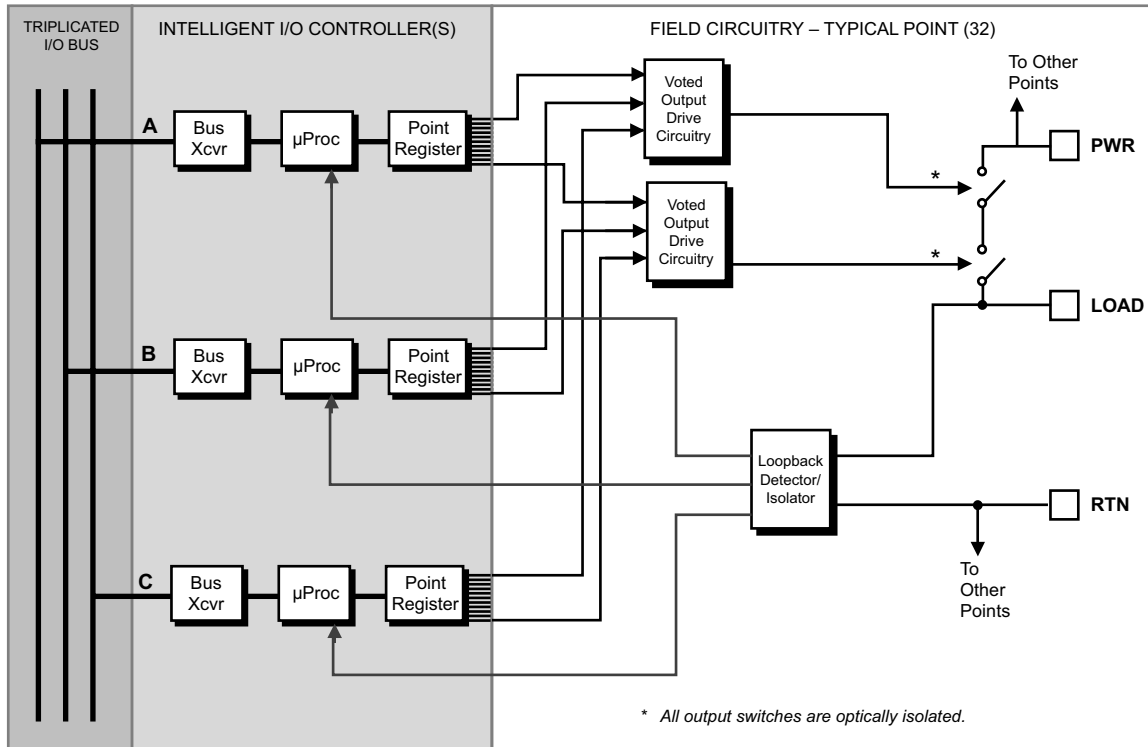 TRIPLICATED
I/O BUS
INTELLIGENT I/O CONTROLLER(S)
FIELD CIRCUITRY – TYPICAL POINT (32)
A
Bus
Xcvr
µProc
Point
Register
Voted
Output
Drive
Circuitry
To Other
Points
PWR
*
Voted
Output
Drive
Circuitry
*
LOAD
B
Bus
Xcvr
µProc
Point
Register
Loopback
Detector/
Isolator
RTN
To
Other
Points
C
Bus
Xcvr
µProc
Point
Register
* All output switches are optically isolated.